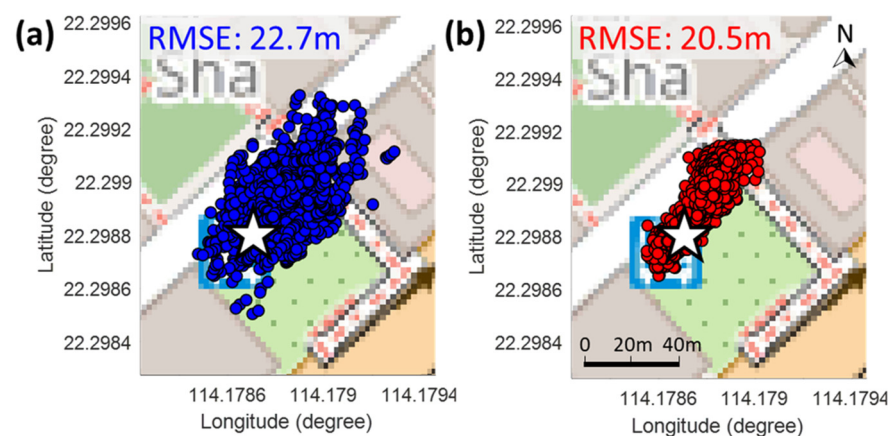 (a)
RMSE: 22.7m
Sha
22.2996
22.2994
22.2992
22.299
22.2988
22.2986
22.2984
Latitude (degree)
114.1786
114.179
114.1794
Longitude (degree)
(b)
RMSE: 20.5m
N
Sha
22.2996
22.2994
22.2992
22.299
22.2988
22.2986
22.2984
Latitude (degree)
0 20m 40m
114.1786
114.179
114.1794
Longitude (degree)